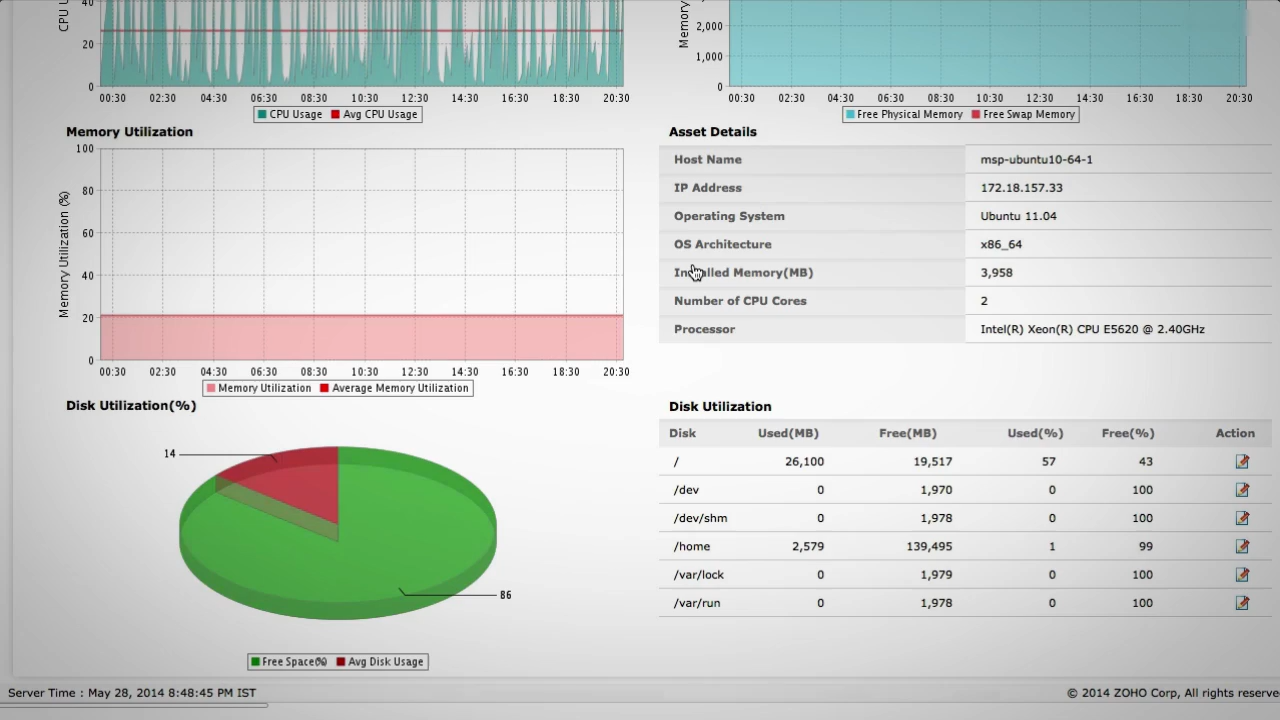 CPU U
40
20
0
00:30 02:30 04:30 06:30 08:30 10:30 12:30 14:30 16:30 18:30 20:30
CPU Usage Avg CPU Usage
Memory
2,000
1,000
0
00:30 02:30 04:30 06:30 08:30 10:30 12:30 14:30 16:30 18:30 20:30
Free Physical Memory Free Swap Memory
Memory Utilization
Memory Utilization (%)
100
80
60
40
20
0
00:30 02:30 04:30 06:30 08:30 10:30 12:30 14:30 16:30 18:30 20:30
Memory Utilization Average Memory Utilization
Asset Details
Host Name msp-ubuntu10-64-1
IP Address 172.18.157.33
Operating System Ubuntu 11.04
OS Architecture x86_64
Installed Memory(MB) 3,958
Number of CPU Cores 2
Processor Intel(R) Xeon(R) CPU E5620 @ 2.40GHz
Disk Utilization(%)
14
86
Free Space(%) Avg Disk Usage
Disk Utilization
Disk Used(MB) Free(MB) Used(%) Free(%) Action
/ 26,100 19,517 57 43
/dev 0 1,970 0 100
/dev/shm 0 1,978 0 100
/home 2,579 139,495 1 99
/var/lock 0 1,979 0 100
/var/run 0 1,978 0 100
Server Time : May 28, 2014 8:48:45 PM IST
© 2014 ZOHO Corp, All rights reserve